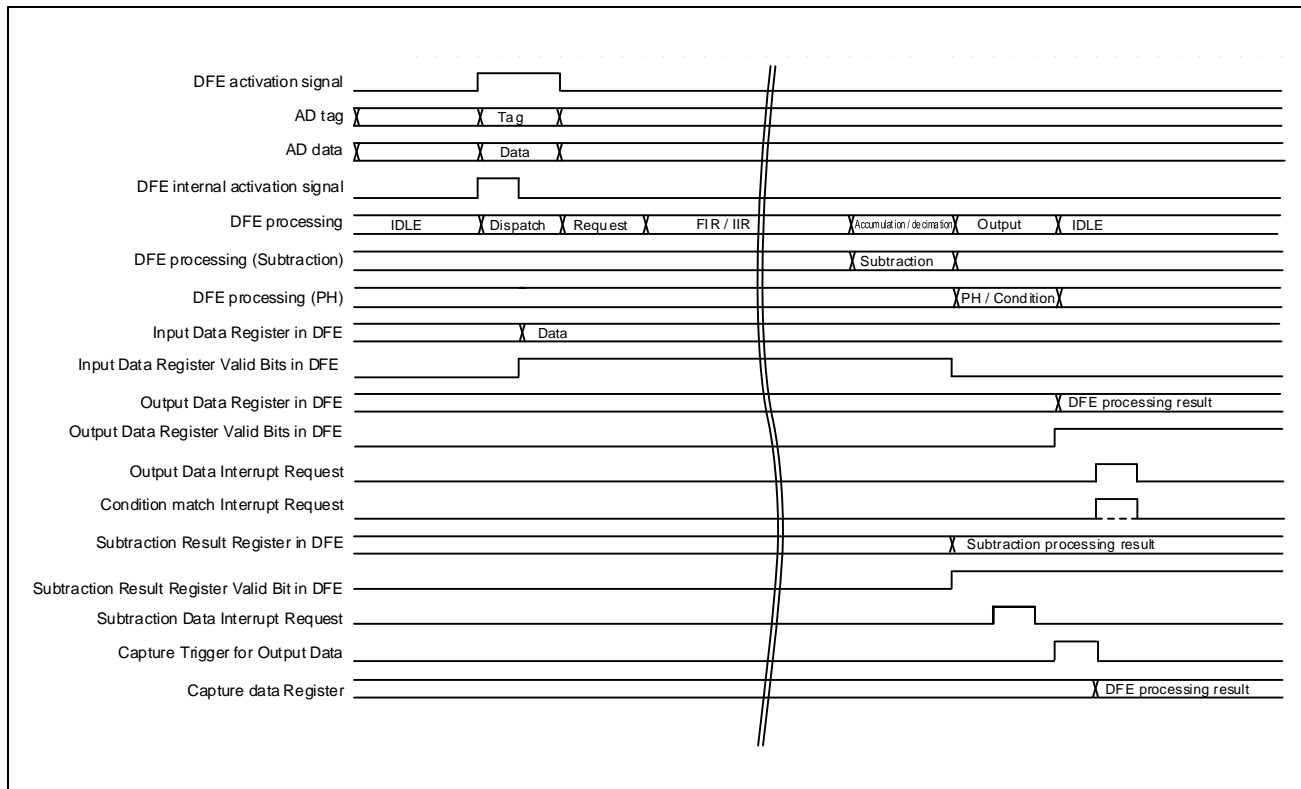 DFE activation signal
AD tag Tag
AD data Data
DFE internal activation signal
DFE processing IDLE Dispatch Request FIR / IIR Accumulation / decimation Output IDLE
DFE processing (Subtraction) Subtraction
DFE processing (PH) PH / Condition
Input Data Register in DFE Data
Input Data Register Valid Bits in DFE
Output Data Register in DFE DFE processing result
Output Data Register Valid Bits in DFE
Output Data Interrupt Request
Condition match Interrupt Request
Subtraction Result Register in DFE Subtraction processing result
Subtraction Result Register Valid Bit in DFE
Subtraction Data Interrupt Request
Capture Trigger for Output Data
Capture data Register DFE processing result